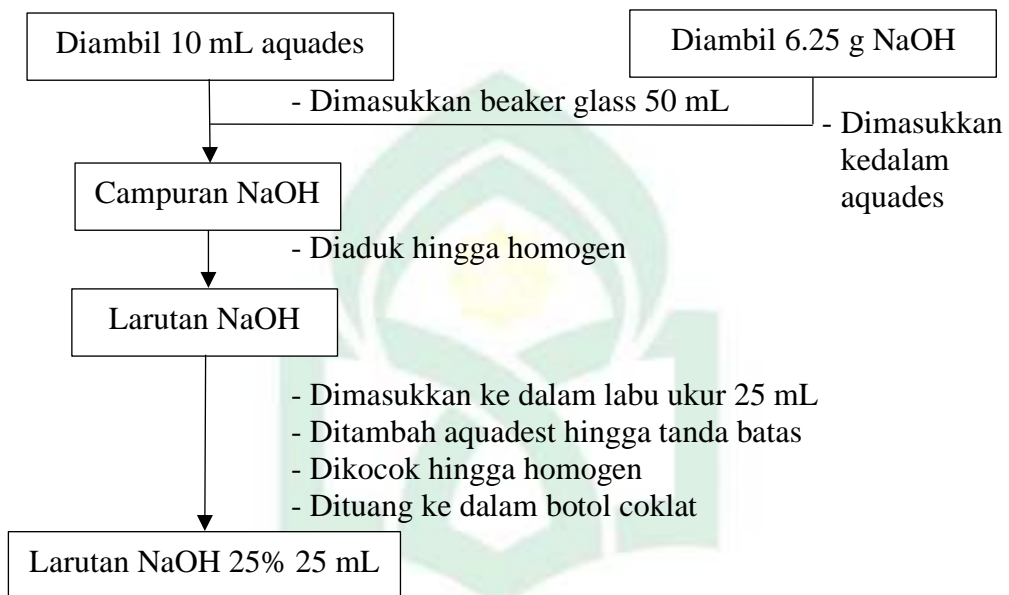 Diambil 10 mL aquades
Diambil 6.25 g NaOH
- Dimasukkan beaker glass 50 mL
- Dimasukkan
kedalam
aquades
Campuran NaOH
- Diaduk hingga homogen
Larutan NaOH
- Dimasukkan ke dalam labu ukur 25 mL
- Ditambah aquadest hingga tanda batas
- Dikocok hingga homogen
- Dituang ke dalam botol coklat
Larutan NaOH 25% 25 mL